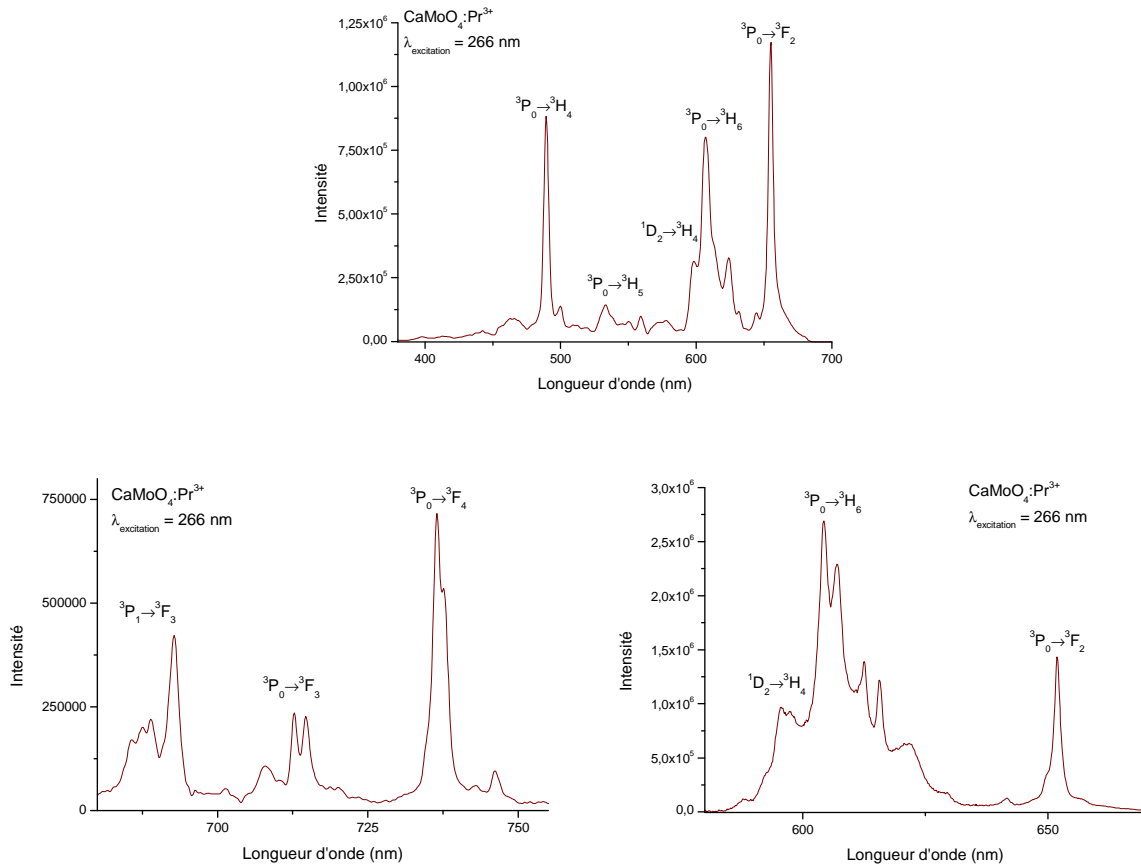 CaMoO₄:Pr³⁺
λexcitation = 266 nm
³P₀→³F₂
³P₀→³H₄
³P₀→³H₆
¹D₂→³H₄
³P₀→³H₅
1,25x10⁶
1,00x10⁶
7,50x10⁵
5,00x10⁵
2,50x10⁵
0,00
Intensité
400
500
600
700
Longueur d'onde (nm)
CaMoO₄:Pr³⁺
λexcitation = 266 nm
³P₀→³F₄
³P₁→³F₃
³P₀→³F₃
750000
500000
250000
0
Intensité
700
725
750
Longueur d'onde (nm)
³P₀→³H₆
CaMoO₄:Pr³⁺
λexcitation = 266 nm
³P₀→³F₂
¹D₂→³H₄
3,0x10⁶
2,5x10⁶
2,0x10⁶
1,5x10⁶
1,0x10⁶
5,0x10⁵
0,0
Intensité
600
650
Longueur d'onde (nm)